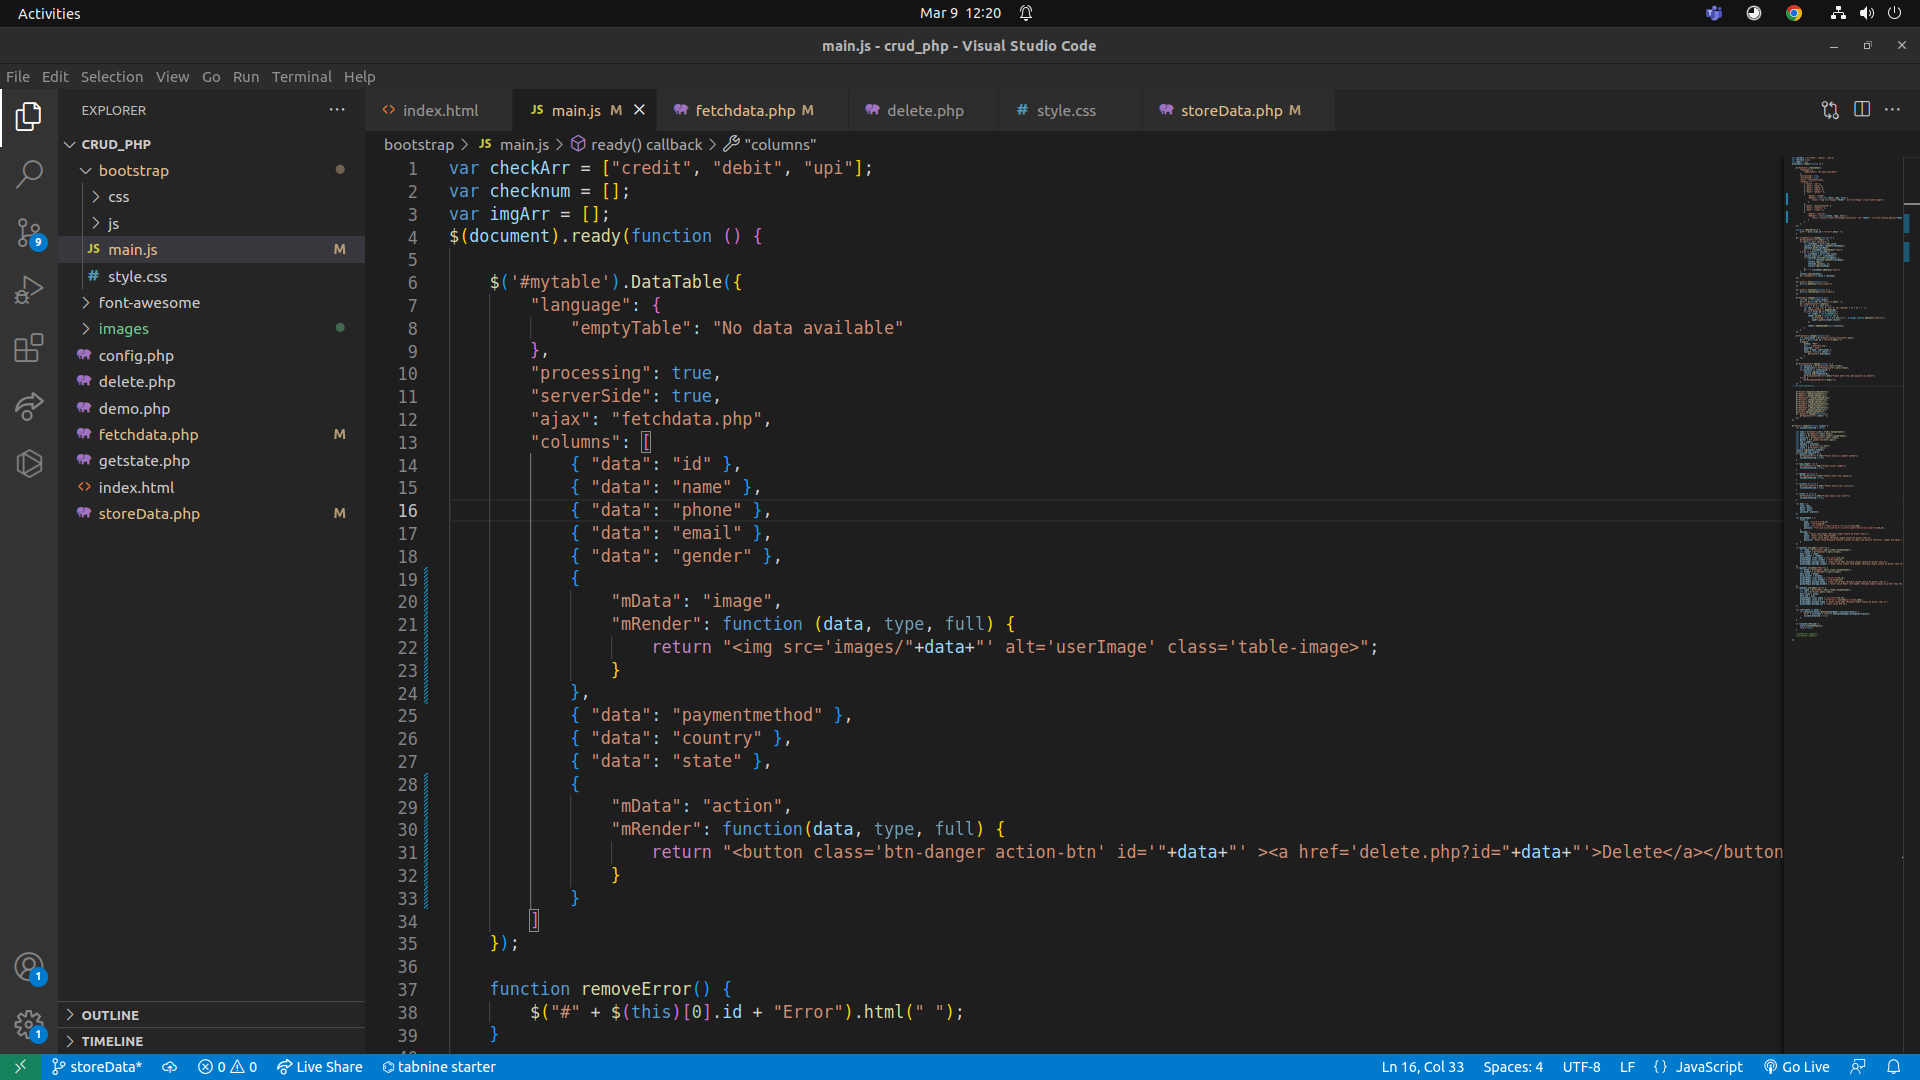 Activities
Mar 9 12:20
main.js - crud_php - Visual Studio Code
File Edit Selection View Go Run Terminal Help
EXPLORER
CRUD_PHP
bootstrap
css
js
JS main.js M
# style.css
font-awesome
images
config.php
delete.php
demo.php
fetchdata.php M
getstate.php
<> index.html
storeData.php M
OUTLINE
TIMELINE
9
1
1
<> index.html
JS main.js M
fetchdata.php M
delete.php
# style.css
storeData.php M
bootstrap > JS main.js > ready() callback > "columns"
1 var checkArr = ["credit", "debit", "upi"];
2 var checknum = [];
3 var imgArr = [];
4 $(document).ready(function () {
5
6 $('#mytable').DataTable({
7 "language": {
8 "emptyTable": "No data available"
9 },
10 "processing": true,
11 "serverSide": true,
12 "ajax": "fetchdata.php",
13 "columns": [
14 { "data": "id" },
15 { "data": "name" },
16 { "data": "phone" },
17 { "data": "email" },
18 { "data": "gender" },
19 {
20 "mData": "image",
21 "mRender": function (data, type, full) {
22 return "<img src='images/"+data+"' alt='userImage' class='table-image>";
23 }
24 },
25 { "data": "paymentmethod" },
26 { "data": "country" },
27 { "data": "state" },
28 {
29 "mData": "action",
30 "mRender": function(data, type, full) {
31 return "<button class='btn-danger action-btn' id='"+data+"' ><a href='delete.php?id="+data+"'>Delete</a></button
32 }
33 }
34 ]
35 });
36
37 function removeError() {
38 $("#" + $(this)[0].id + "Error").html(" ");
39 }
storeData* 0 0 Live Share tabnine starter
Ln 16, Col 33 Spaces: 4 UTF-8 LF {} JavaScript Go Live